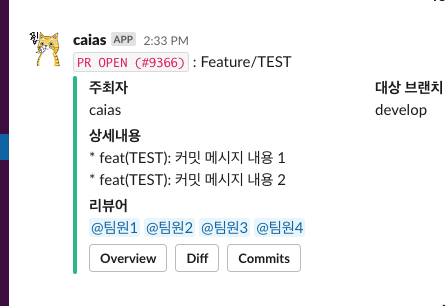 찜
caias APP 2:33 PM
PR OPEN (#9366) : Feature/TEST
주최자 대상 브랜치
caias develop
상세내용
* feat(TEST): 커밋 메시지 내용 1
* feat(TEST): 커밋 메시지 내용 2
리뷰어
@팀원1 @팀원2 @팀원3 @팀원4
Overview Diff Commits